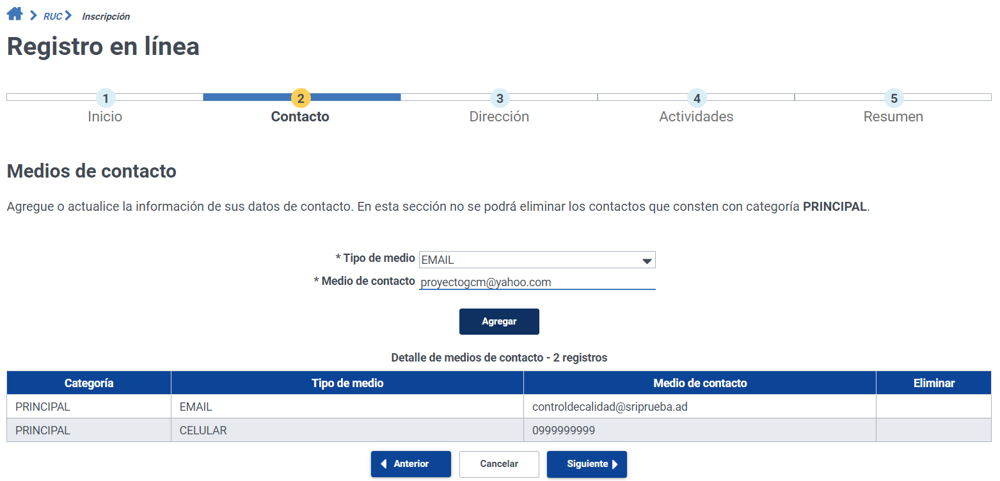 RUC Inscripción
Registro en línea
1 2 3 4 5
Inicio Contacto Dirección Actividades Resumen
Medios de contacto
Agregue o actualice la información de sus datos de contacto. En esta sección no se podrá eliminar los contactos que consten con categoría PRINCIPAL.
* Tipo de medio EMAIL
* Medio de contacto proyectogcm@yahoo.com
Agregar
Detalle de medios de contacto - 2 registros
Categoría Tipo de medio Medio de contacto Eliminar
PRINCIPAL EMAIL controldecalidad@sriprueba.ad
PRINCIPAL CELULAR 0999999999
Anterior Cancelar Siguiente